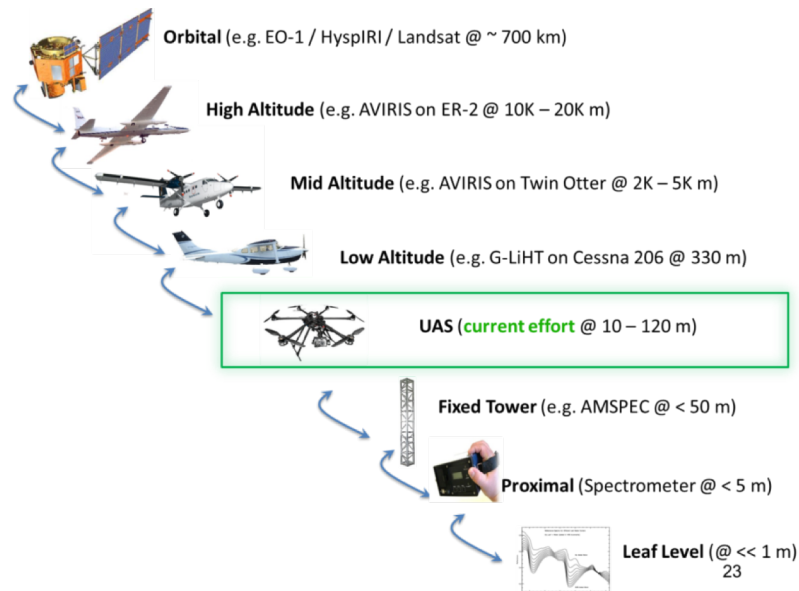 Orbital (e.g. EO-1 / HyspIRI / Landsat @ ~ 700 km)
High Altitude (e.g. AVIRIS on ER-2 @ 10K – 20K m)
Mid Altitude (e.g. AVIRIS on Twin Otter @ 2K – 5K m)
Low Altitude (e.g. G-LiHT on Cessna 206 @ 330 m)
UAS (current effort @ 10 – 120 m)
Fixed Tower (e.g. AMSPEC @ < 50 m)
Proximal (Spectrometer @ < 5 m)
Leaf Level (@ << 1 m)
23